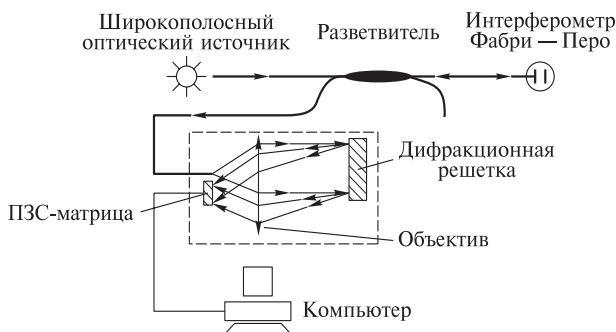 Широкополосный
оптический источник
Разветвитель
Интерферометр
Фабри — Перо
Дифракционная
решетка
ПЗС-матрица
Объектив
Компьютер